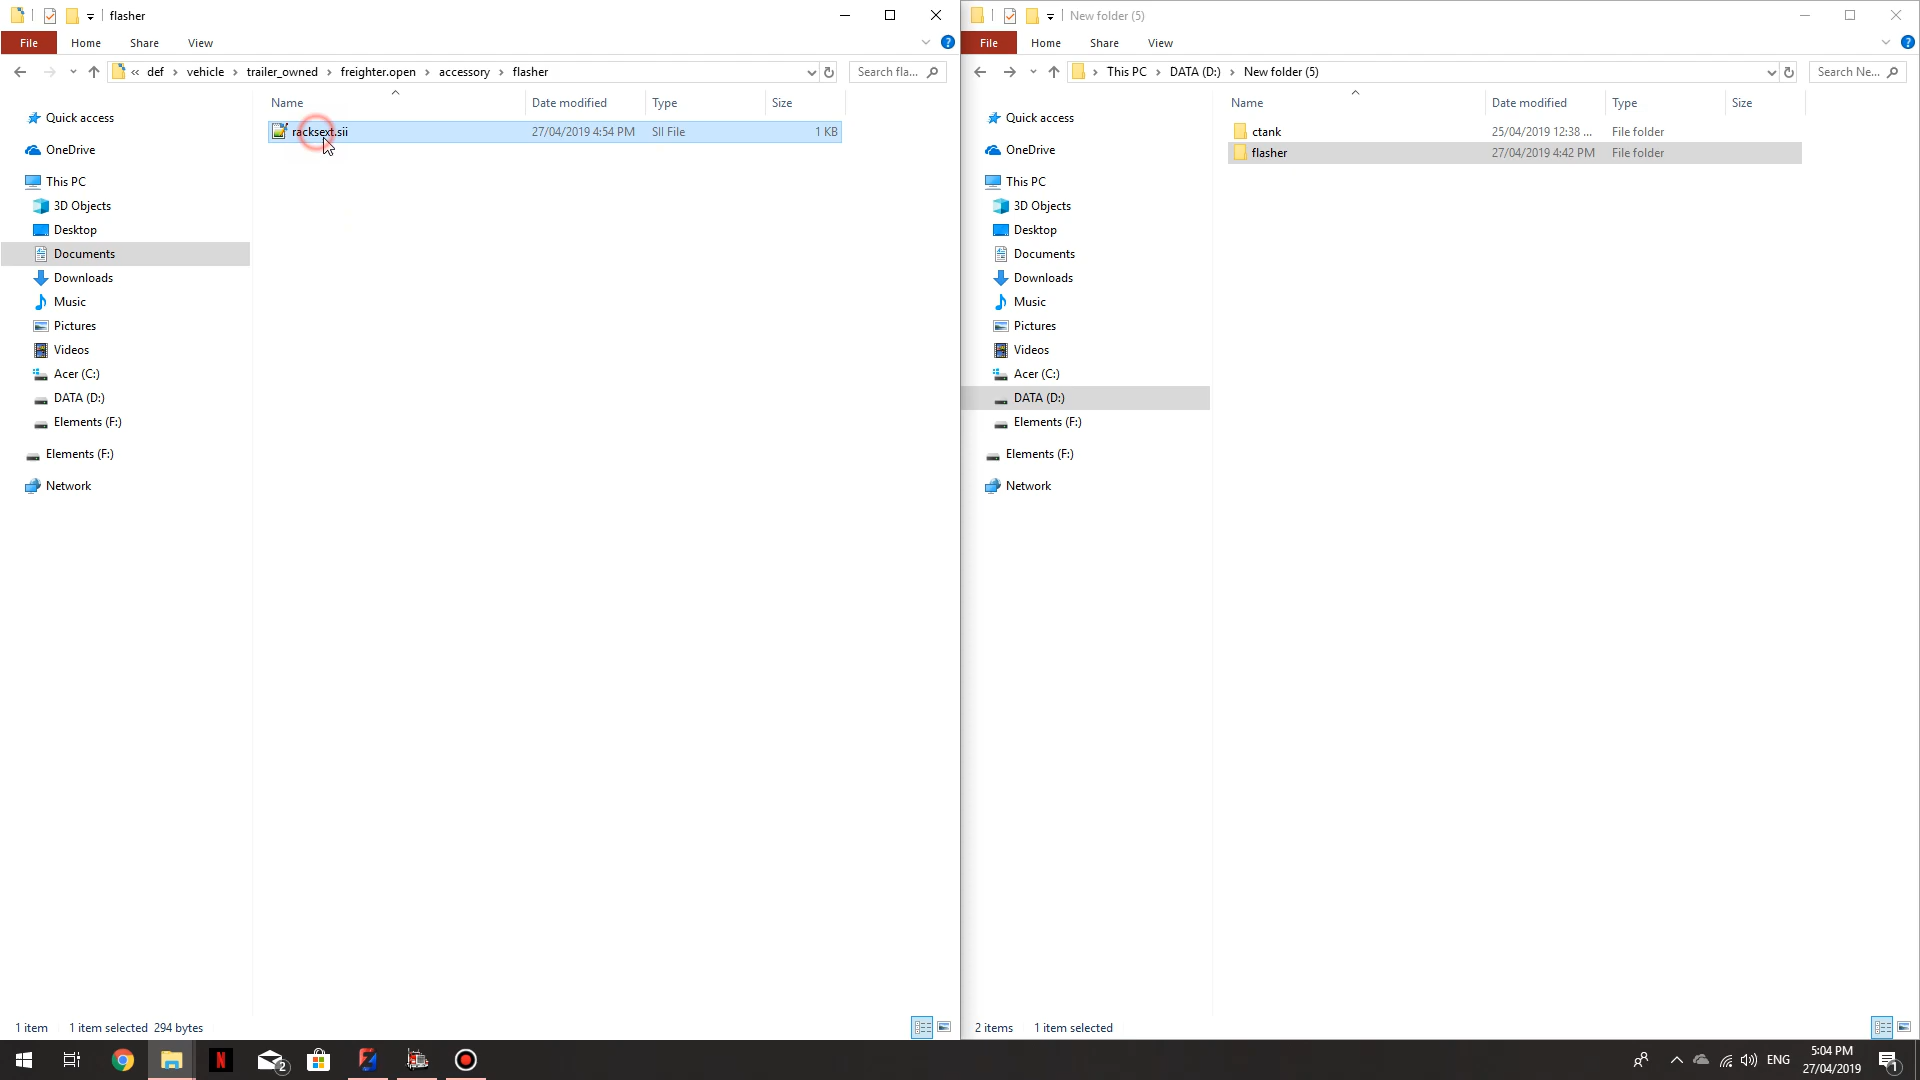 flasher
File
Home
Share
View
def
vehicle
trailer_owned
freighter.open
accessory
flasher
Search fla...
Name
Date modified
Type
Size
racksext.sii
27/04/2019 4:54 PM
SII File
1 KB
Quick access
OneDrive
This PC
3D Objects
Desktop
Documents
Downloads
Music
Pictures
Videos
Acer (C:)
DATA (D:)
Elements (F:)
Elements (F:)
Network
1 item
1 item selected 294 bytes
New folder (5)
File
Home
Share
View
This PC
DATA (D:)
New folder (5)
Search Ne...
Name
Date modified
Type
Size
ctank
25/04/2019 12:38 ...
File folder
flasher
27/04/2019 4:42 PM
File folder
Quick access
OneDrive
This PC
3D Objects
Desktop
Documents
Downloads
Music
Pictures
Videos
Acer (C:)
DATA (D:)
Elements (F:)
Elements (F:)
Network
2 items
1 item selected
N
2
ENG
5:04 PM
27/04/2019
1